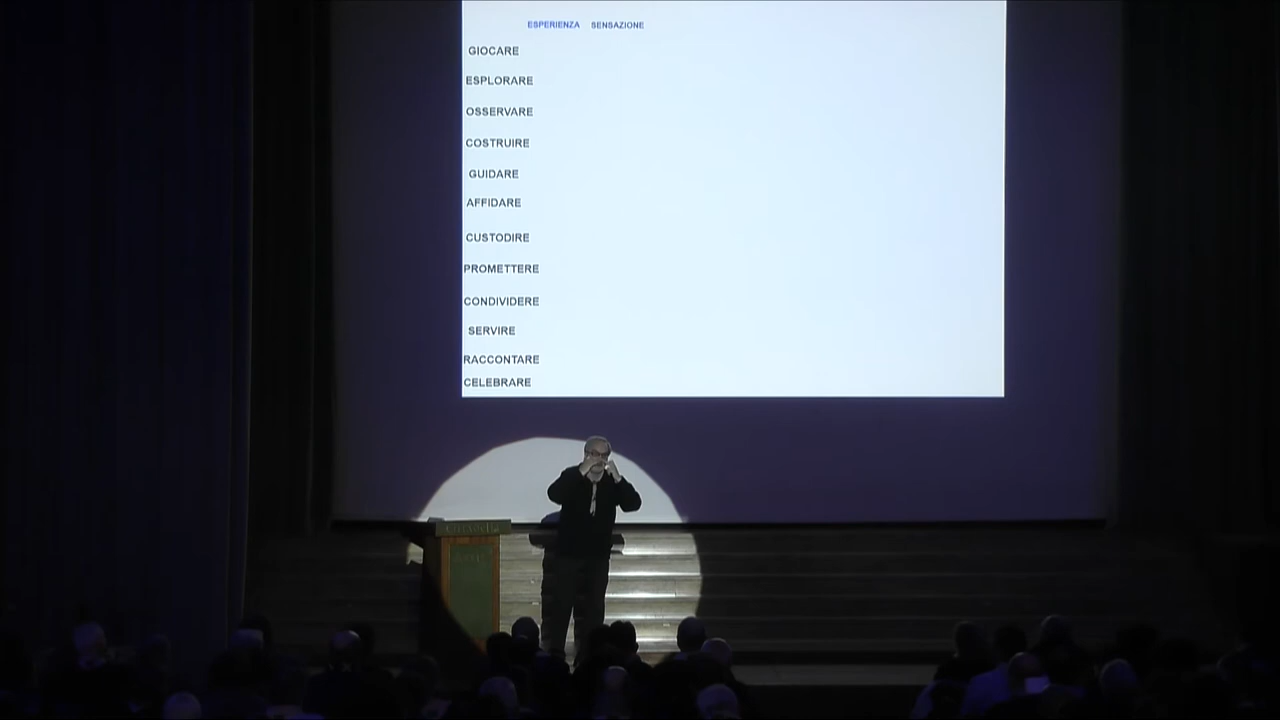 ESPERIENZA SENSAZIONE
GIOCARE
ESPLORARE
OSSERVARE
COSTRUIRE
GUIDARE
AFFIDARE
CUSTODIRE
PROMETTERE
CONDIVIDERE
SERVIRE
RACCONTARE
CELEBRARE